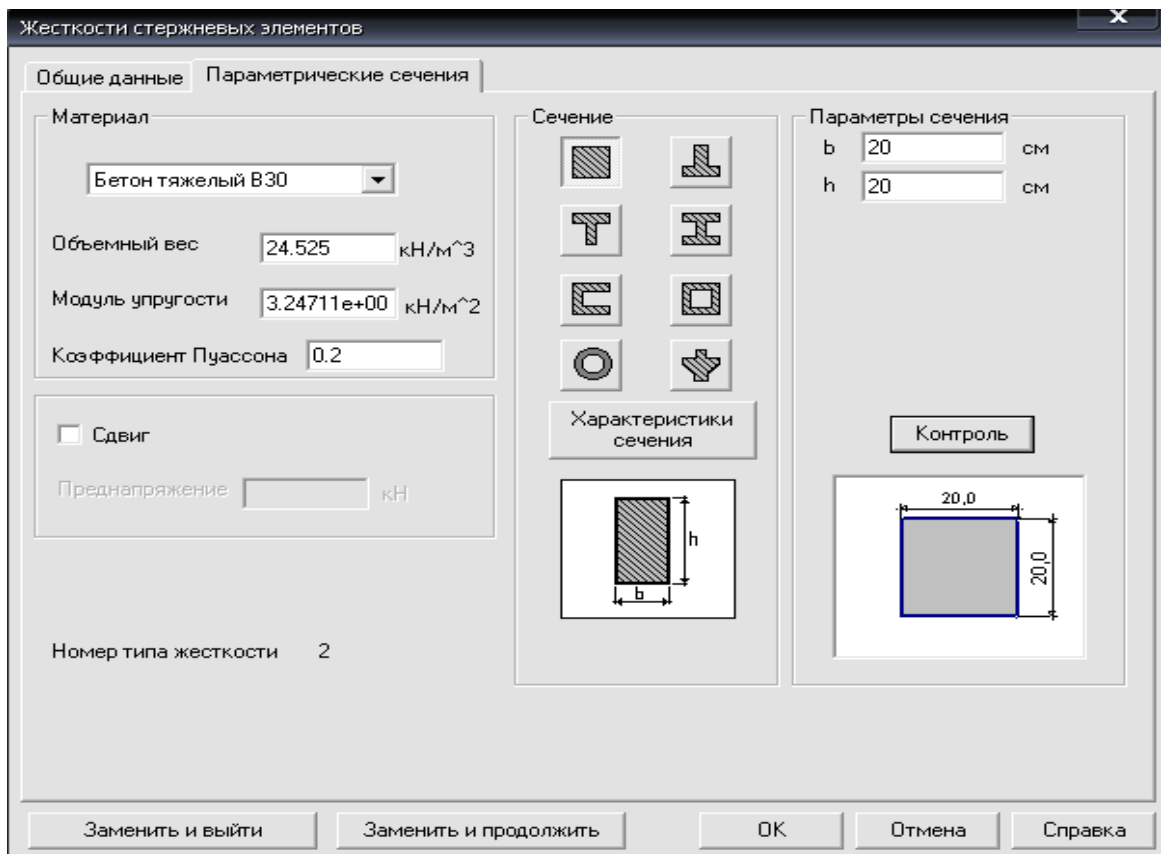 Жесткости стержневых элементов
X
Общие данные
Параметрические сечения
Материал
Бетон тяжелый В30
Объемный вес 24.525 кН/м^3
Модуль упругости 3.24711e+00 кН/м^2
Коэффициент Пуассона 0.2
Сдвиг
Преднапряжение кН
Номер типа жесткости 2
Сечение
Характеристики
сечения
h
b
Параметры сечения
b 20 см
h 20 см
Контроль
20,0
20,0
Заменить и выйти
Заменить и продолжить
OK
Отмена
Справка